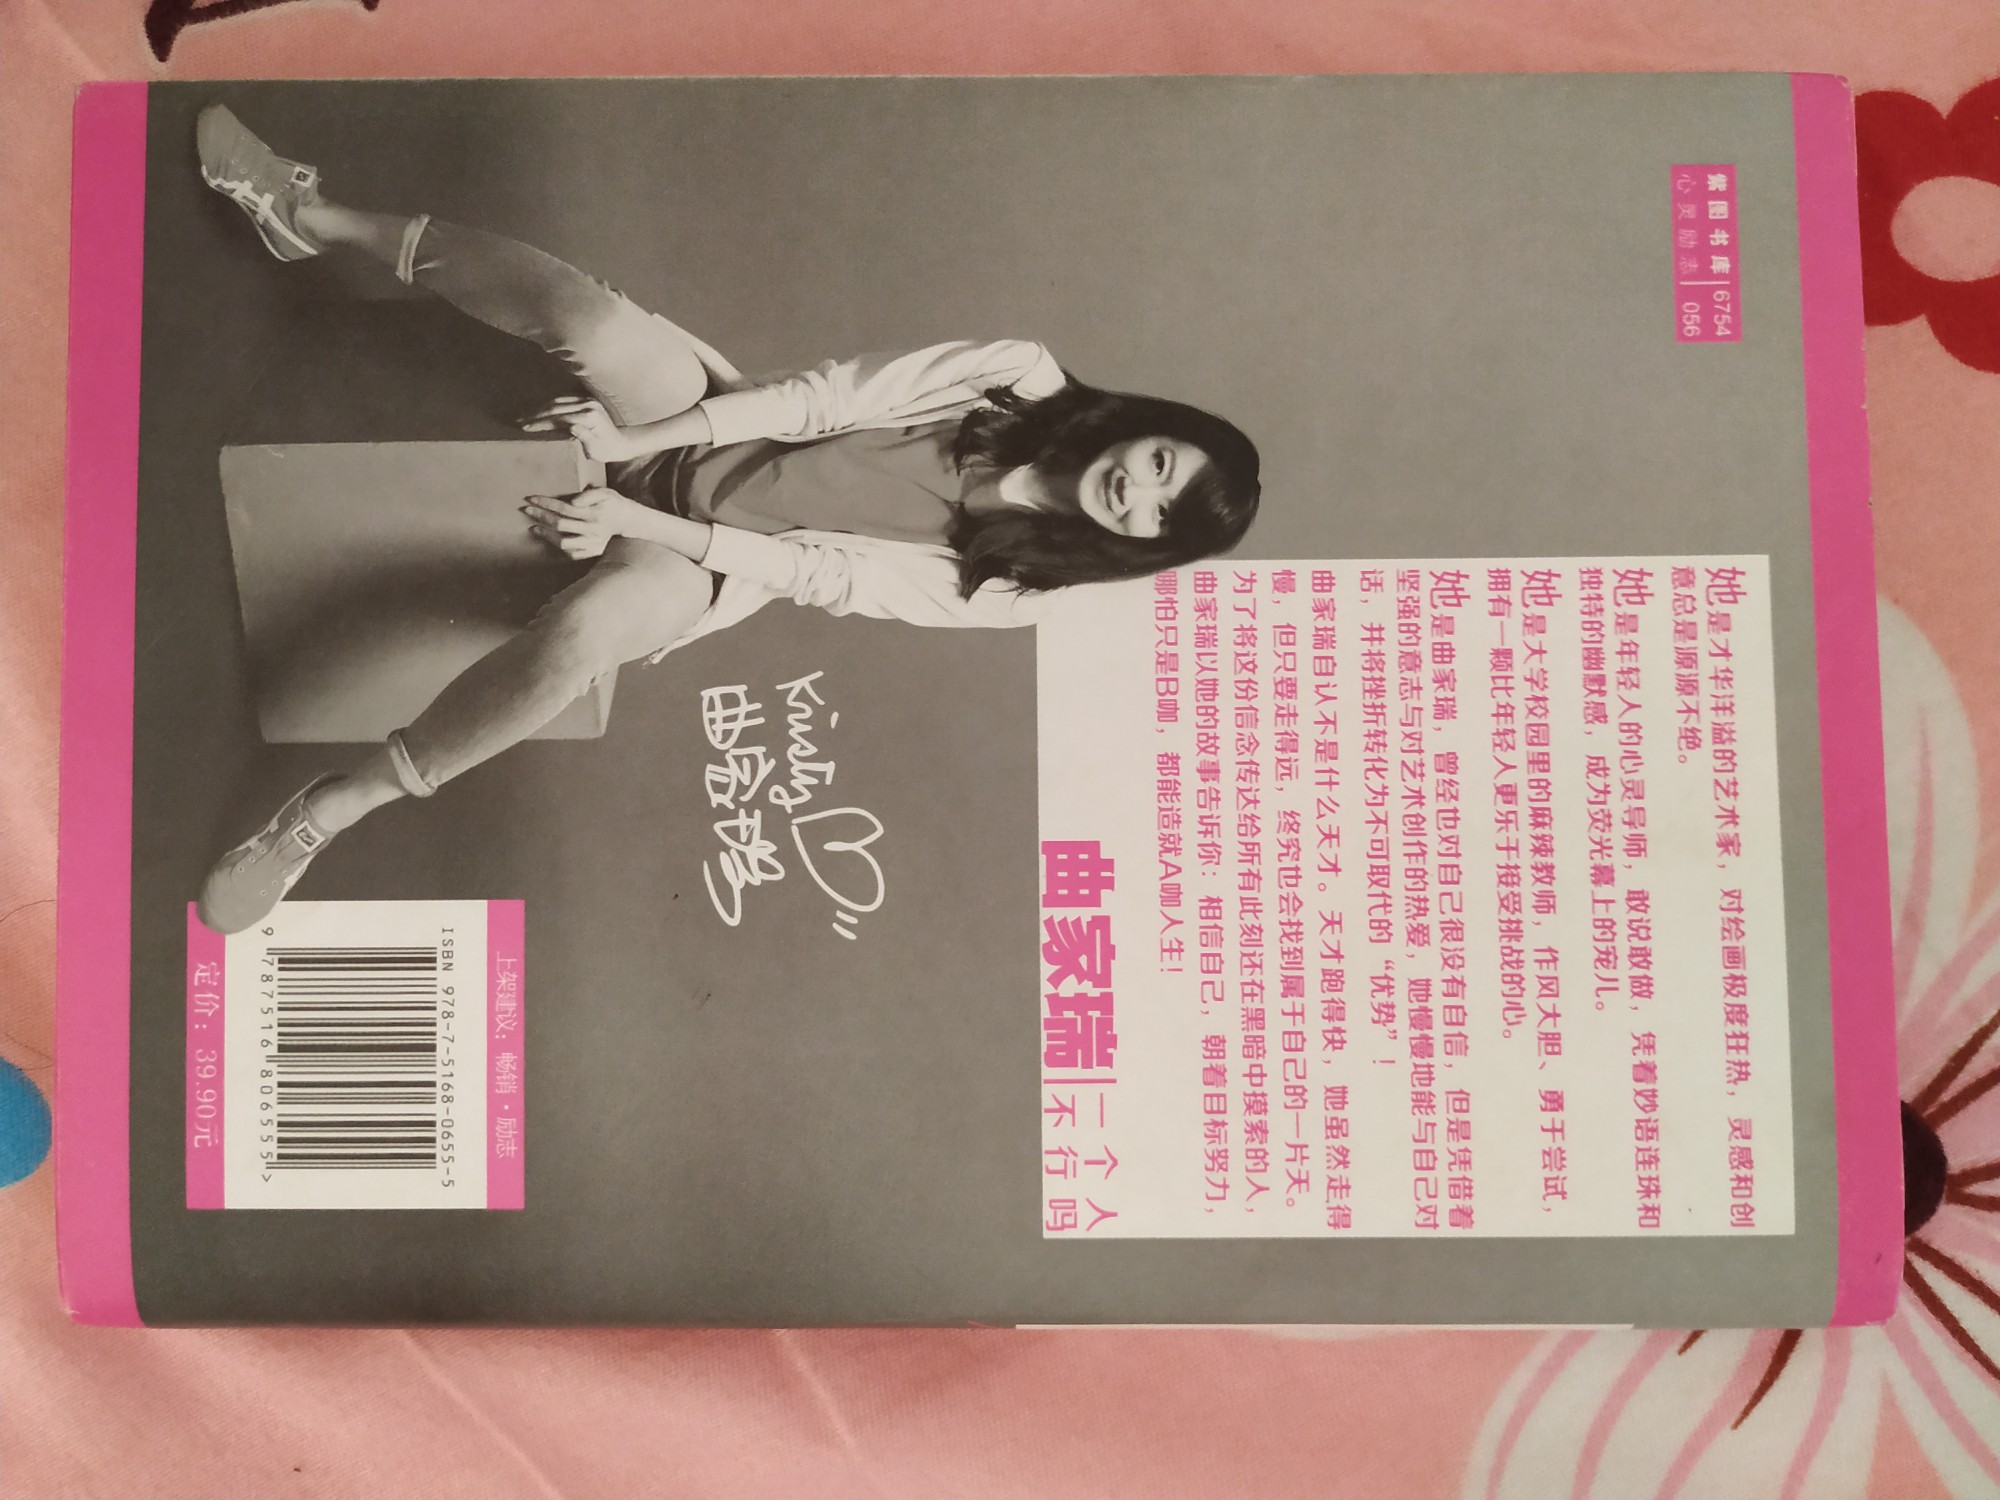 紫图书库 6754
心灵励志 056
她是才华洋溢的艺术家，对绘画极度狂热，灵感和创
意总是源源不绝。
她是年轻人的心灵导师，敢说敢做，凭着妙语连珠和
独特的幽默感，成为荧光幕上的宠儿。
她是大学校园里的麻辣教师，作风大胆、勇于尝试，
拥有一颗比年轻人更乐于接受挑战的心。
她是曲家瑞，曾经也对自己很没有自信，但是凭借着
坚强的意志与对艺术创作的热爱，她慢慢地能与自己对
话，并将挫折转化为不可取代的“优势”！
曲家瑞自认不是什么天才。天才跑得快，她虽然走得
慢，但只要走得远，终究也会找到属于自己的一片天。
为了将这份信念传达给所有此刻还在黑暗中摸索的人，
曲家瑞以她的故事告诉你：相信自己，朝着目标努力，
哪怕只是B咖，都能造就A咖人生！
曲家瑞 一个人
不行吗
Kristy
曲家瑞
上架建议：畅销·励志
ISBN 978-7-5168-0655-5
9 787516 806555 >
定价：39.90元